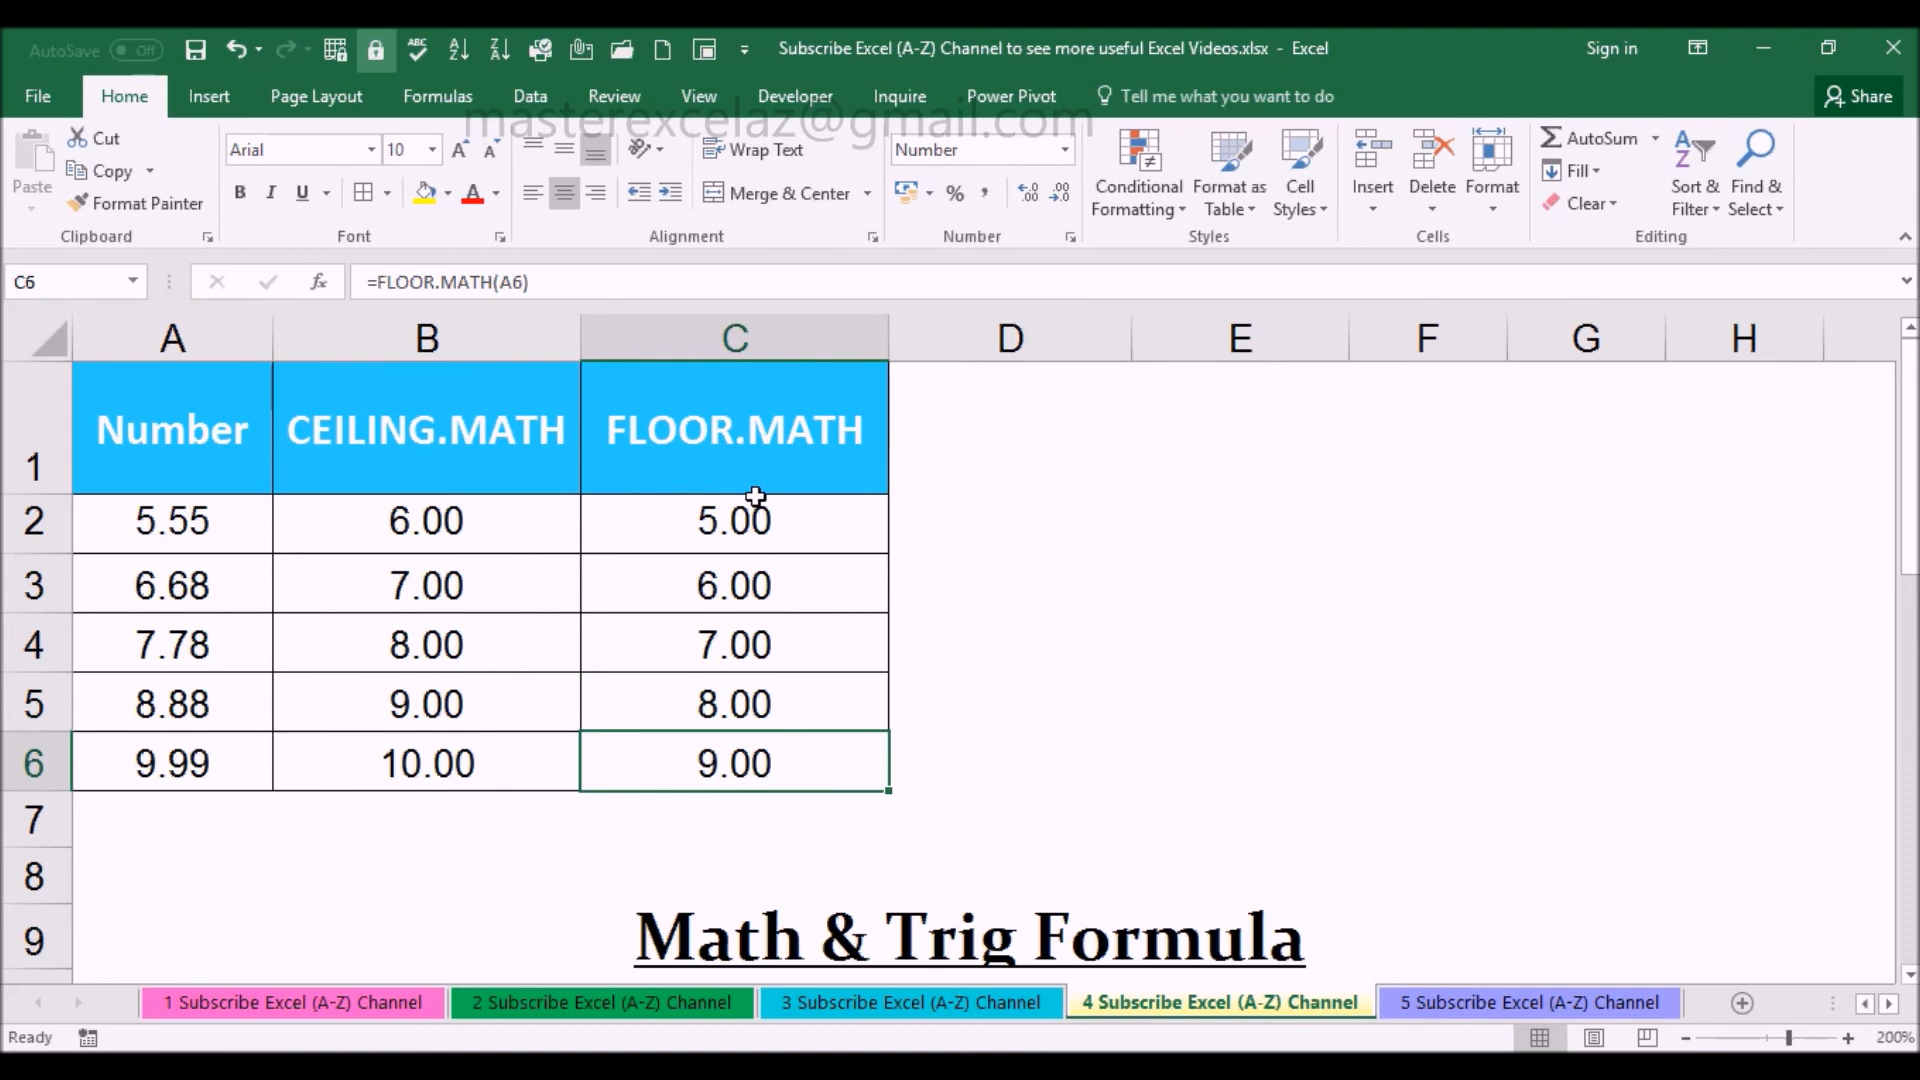 AutoSave Off Subscribe Excel (A-Z) Channel to see more useful Excel Videos.xlsx - Excel Sign in
File Home Insert Page Layout Formulas Data Review View Developer Inquire Power Pivot Tell me what you want to do Share
masterexcelaz@gmail.com
Paste Cut Copy Format Painter Clipboard
Arial 10 B I U A Font
Wrap Text Merge & Center Alignment
Number % Number
Conditional Formatting Format as Table Cell Styles Styles
Insert Delete Format Cells
AutoSum Fill Clear Sort & Filter Find & Select Editing
C6 fx =FLOOR.MATH(A6)
A B C D E F G H
1 Number CEILING.MATH FLOOR.MATH
2 5.55 6.00 5.00
3 6.68 7.00 6.00
4 7.78 8.00 7.00
5 8.88 9.00 8.00
6 9.99 10.00 9.00
7
8
9 Math & Trig Formula
1 Subscribe Excel (A-Z) Channel 2 Subscribe Excel (A-Z) Channel 3 Subscribe Excel (A-Z) Channel 4 Subscribe Excel (A-Z) Channel 5 Subscribe Excel (A-Z) Channel
Ready 200%